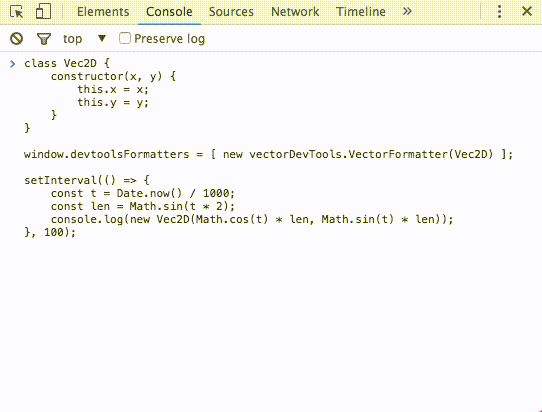 Elements Console Sources Network Timeline »
top ▼ Preserve log
> class Vec2D {
    constructor(x, y) {
        this.x = x;
        this.y = y;
    }
}

window.devtoolsFormatters = [ new vectorDevTools.VectorFormatter(Vec2D) ];

setInterval(() => {
    const t = Date.now() / 1000;
    const len = Math.sin(t * 2);
    console.log(new Vec2D(Math.cos(t) * len, Math.sin(t) * len));
}, 100);